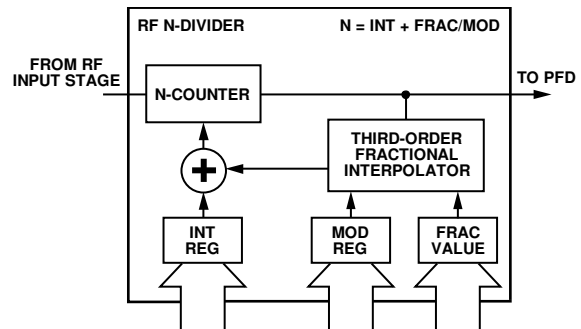 RF N-DIVIDER
N = INT + FRAC/MOD
FROM RF
INPUT STAGE
TO PFD
N-COUNTER
THIRD-ORDER
FRACTIONAL
INTERPOLATOR
+
INT
REG
MOD
REG
FRAC
VALUE